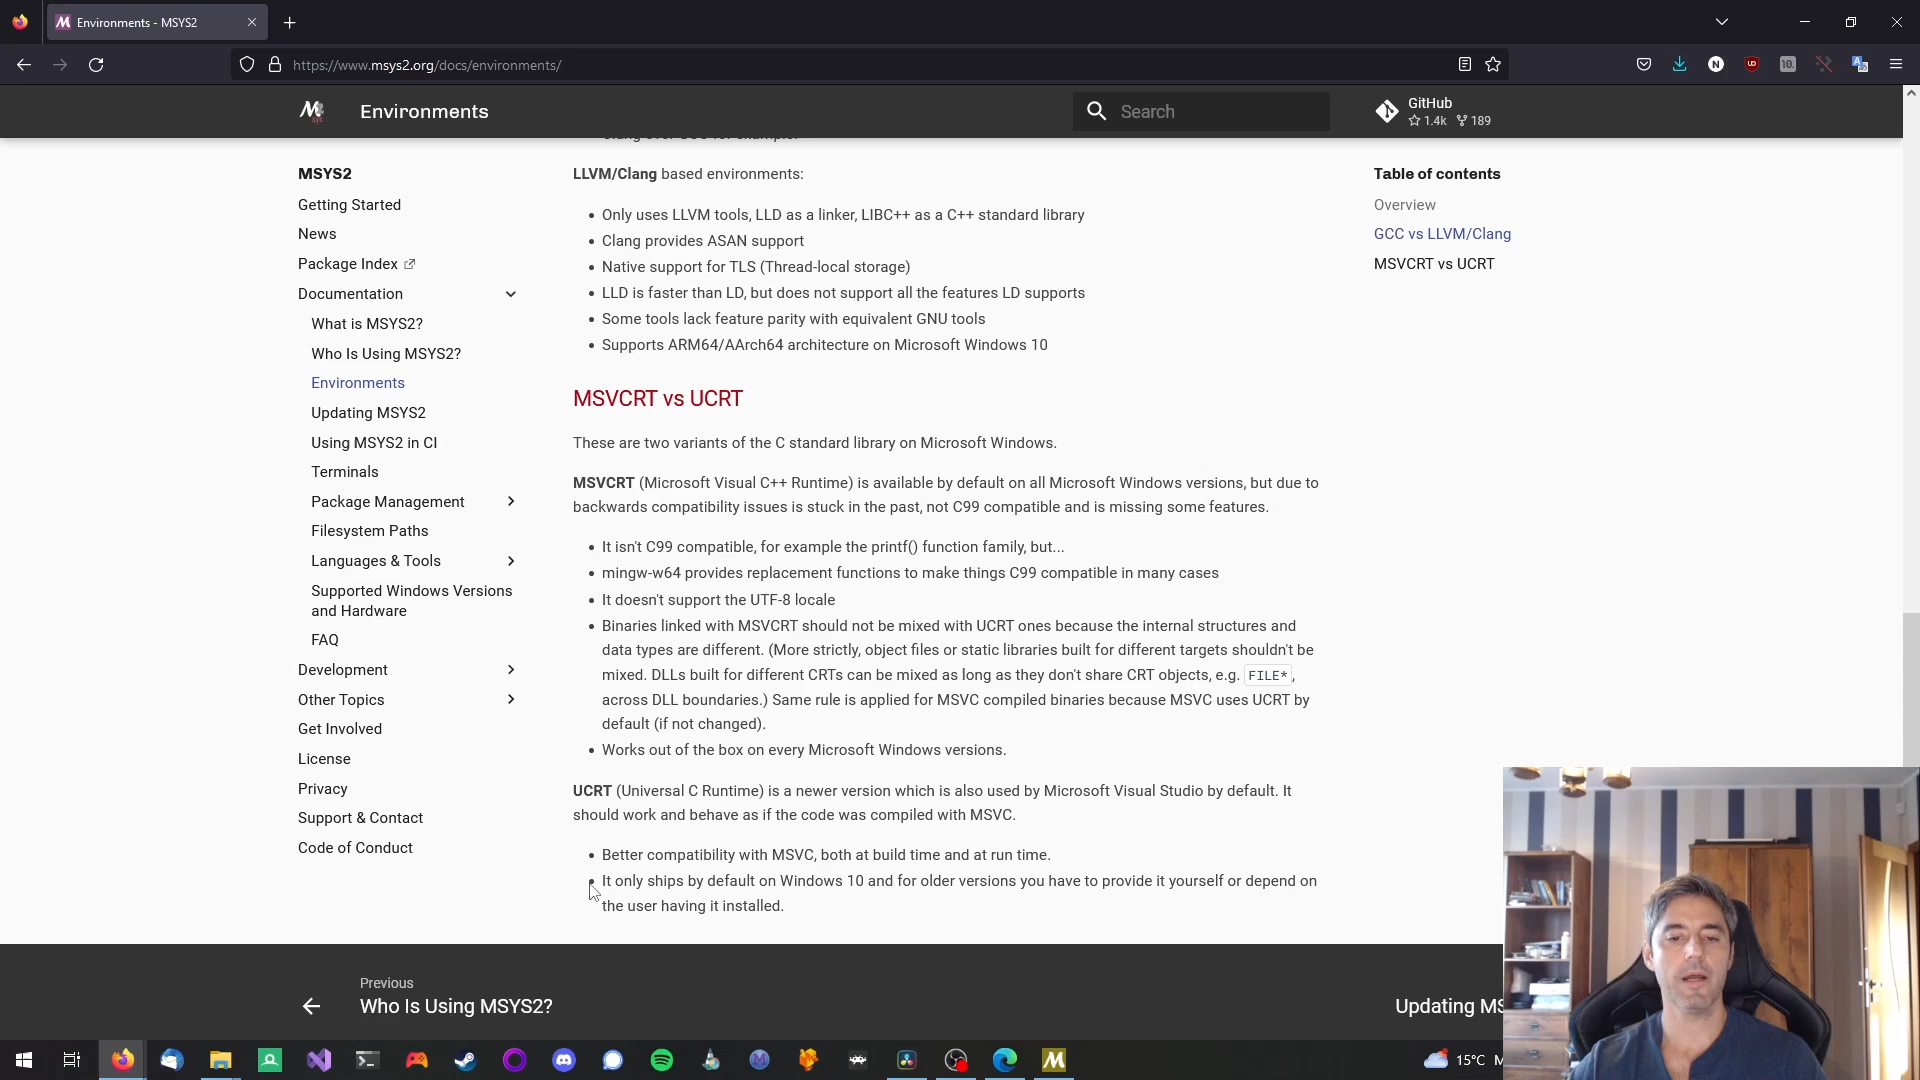 Environments - MSYS2
https://www.msys2.org/docs/environments/
Environments
Search
GitHub
1.4k 189
MSYS2
Getting Started
News
Package Index
Documentation
What is MSYS2?
Who Is Using MSYS2?
Environments
Updating MSYS2
Using MSYS2 in CI
Terminals
Package Management
Filesystem Paths
Languages & Tools
Supported Windows Versions
and Hardware
FAQ
Development
Other Topics
Get Involved
License
Privacy
Support & Contact
Code of Conduct
Clang over GCC for example.
LLVM/Clang based environments:
• Only uses LLVM tools, LLD as a linker, LIBC++ as a C++ standard library
• Clang provides ASAN support
• Native support for TLS (Thread-local storage)
• LLD is faster than LD, but does not support all the features LD supports
• Some tools lack feature parity with equivalent GNU tools
• Supports ARM64/AArch64 architecture on Microsoft Windows 10
MSVCRT vs UCRT
These are two variants of the C standard library on Microsoft Windows.
MSVCRT (Microsoft Visual C++ Runtime) is available by default on all Microsoft Windows versions, but due to
backwards compatibility issues is stuck in the past, not C99 compatible and is missing some features.
• It isn't C99 compatible, for example the printf() function family, but...
• mingw-w64 provides replacement functions to make things C99 compatible in many cases
• It doesn't support the UTF-8 locale
• Binaries linked with MSVCRT should not be mixed with UCRT ones because the internal structures and
data types are different. (More strictly, object files or static libraries built for different targets shouldn't be
mixed. DLLs built for different CRTs can be mixed as long as they don't share CRT objects, e.g. FILE*,
across DLL boundaries.) Same rule is applied for MSVC compiled binaries because MSVC uses UCRT by
default (if not changed).
• Works out of the box on every Microsoft Windows versions.
UCRT (Universal C Runtime) is a newer version which is also used by Microsoft Visual Studio by default. It
should work and behave as if the code was compiled with MSVC.
• Better compatibility with MSVC, both at build time and at run time.
• It only ships by default on Windows 10 and for older versions you have to provide it yourself or depend on
the user having it installed.
Table of contents
Overview
GCC vs LLVM/Clang
MSVCRT vs UCRT
Previous
Who Is Using MSYS2?
Updating MS
15°C M